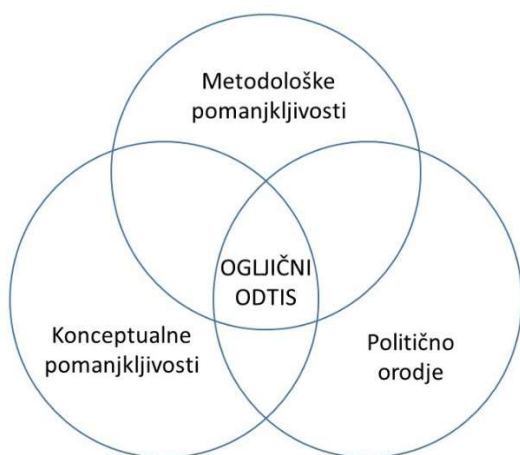 Metodološke
pomanjkljivosti
OGLJIČNI
ODTIS
Konceptualne
pomanjkljivosti
Politično
orodje